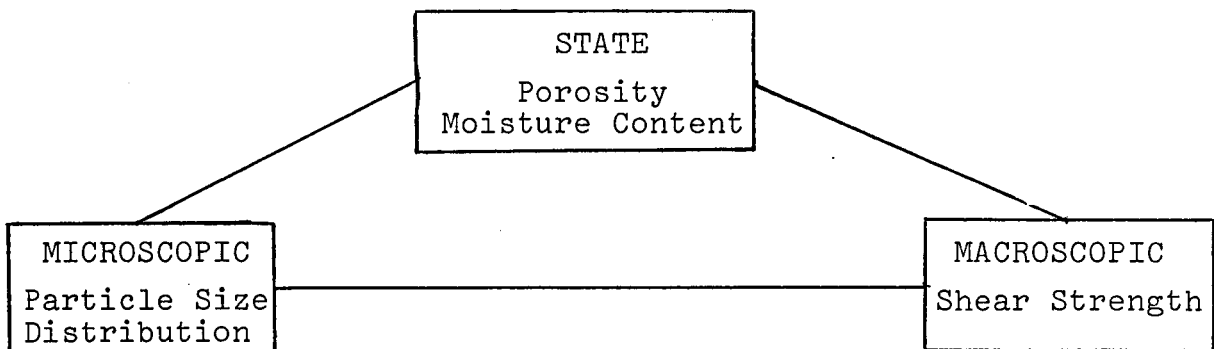 STATE
Porosity
Moisture Content
MICROSCOPIC
Particle Size
Distribution
MACROSCOPIC
Shear Strength